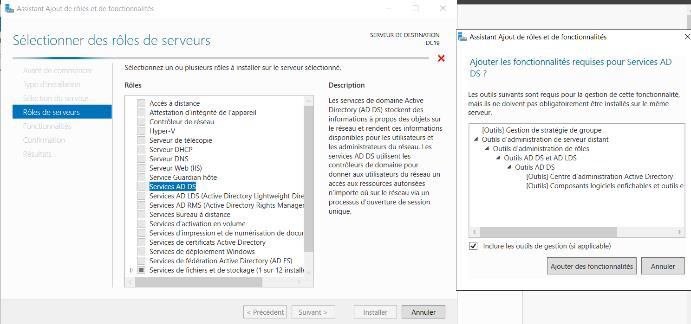 Assistant Ajout de rôles et de fonctionnalités
Sélectionner des rôles de serveurs
SERVEUR DE DESTINATION
DC19
Avant de commencer
Type d'installation
Sélection du serveur
Rôles de serveurs
Fonctionnalités
Confirmation
Résultats
Sélectionnez un ou plusieurs rôles à installer sur le serveur sélectionné.
Rôles
Accès à distance
Attestation d'intégrité de l'appareil
Contrôleur de réseau
Hyper-V
Serveur de télécopie
Serveur DHCP
Serveur DNS
Serveur Web (IIS)
Service Guardian hôte
Services AD DS
Services AD LDS (Active Directory Lightweight Dire
Services AD RMS (Active Directory Rights Manager
Services Bureau à distance
Services d'activation en volume
Services d'impression et de numérisation de docur
Services de certificats Active Directory
Services de déploiement Windows
Services de fédération Active Directory (AD FS)
Services de fichiers et de stockage (1 sur 12 installe
Description
Les services de domaine Active
Directory (AD DS) stockent des
informations à propos des objets sur
le réseau et rendent ces informations
disponibles pour les utilisateurs et
les administrateurs du réseau. Les
services AD DS utilisent les
contrôleurs de domaine pour
donner aux utilisateurs du réseau un
accès aux ressources autorisées
n'importe où sur le réseau via un
processus d'ouverture de session
unique.
< Précédent
Suivant >
Installer
Annuler
Assistant Ajout de rôles et de fonctionnalités
Ajouter les fonctionnalités requises pour Services AD
DS ?
Les outils suivants sont requis pour la gestion de cette fonctionnalité,
mais ils ne doivent pas obligatoirement être installés sur le même
serveur.
[Outils] Gestion de stratégie de groupe
Outils d'administration de serveur distant
Outils d'administration de rôles
Outils AD DS et AD LDS
Outils AD DS
[Outils] Centre d'administration Active Directory
[Outils] Composants logiciels enfichables et outils e
Inclure les outils de gestion (si applicable)
Ajouter des fonctionnalités
Annuler